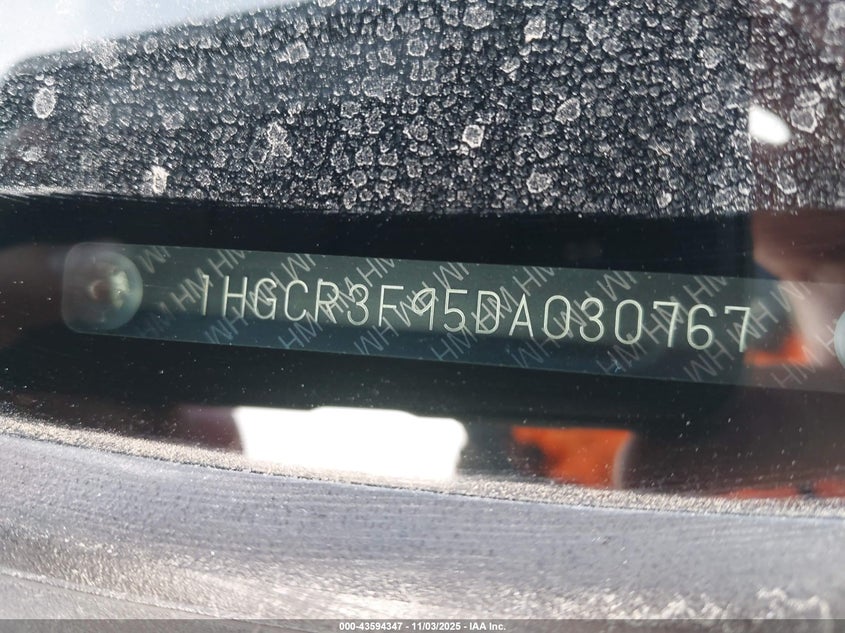 1HGCR3F95DA030767
000-43594347 - 11/03/2025 - IAA Inc.